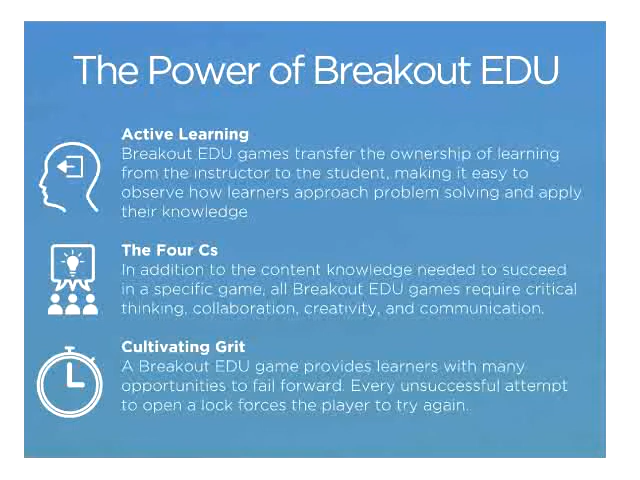 The Power of Breakout EDU
Active Learning
Breakout EDU games transfer the ownership of learning
from the instructor to the student, making it easy to
observe how learners approach problem solving and apply
their knowledge
The Four Cs
In addition to the content knowledge needed to succeed
in a specific game, all Breakout EDU games require critical
thinking, collaboration, creativity, and communication.
Cultivating Grit
A Breakout EDU game provides learners with many
opportunities to fail forward. Every unsuccessful attempt
to open a lock forces the player to try again.